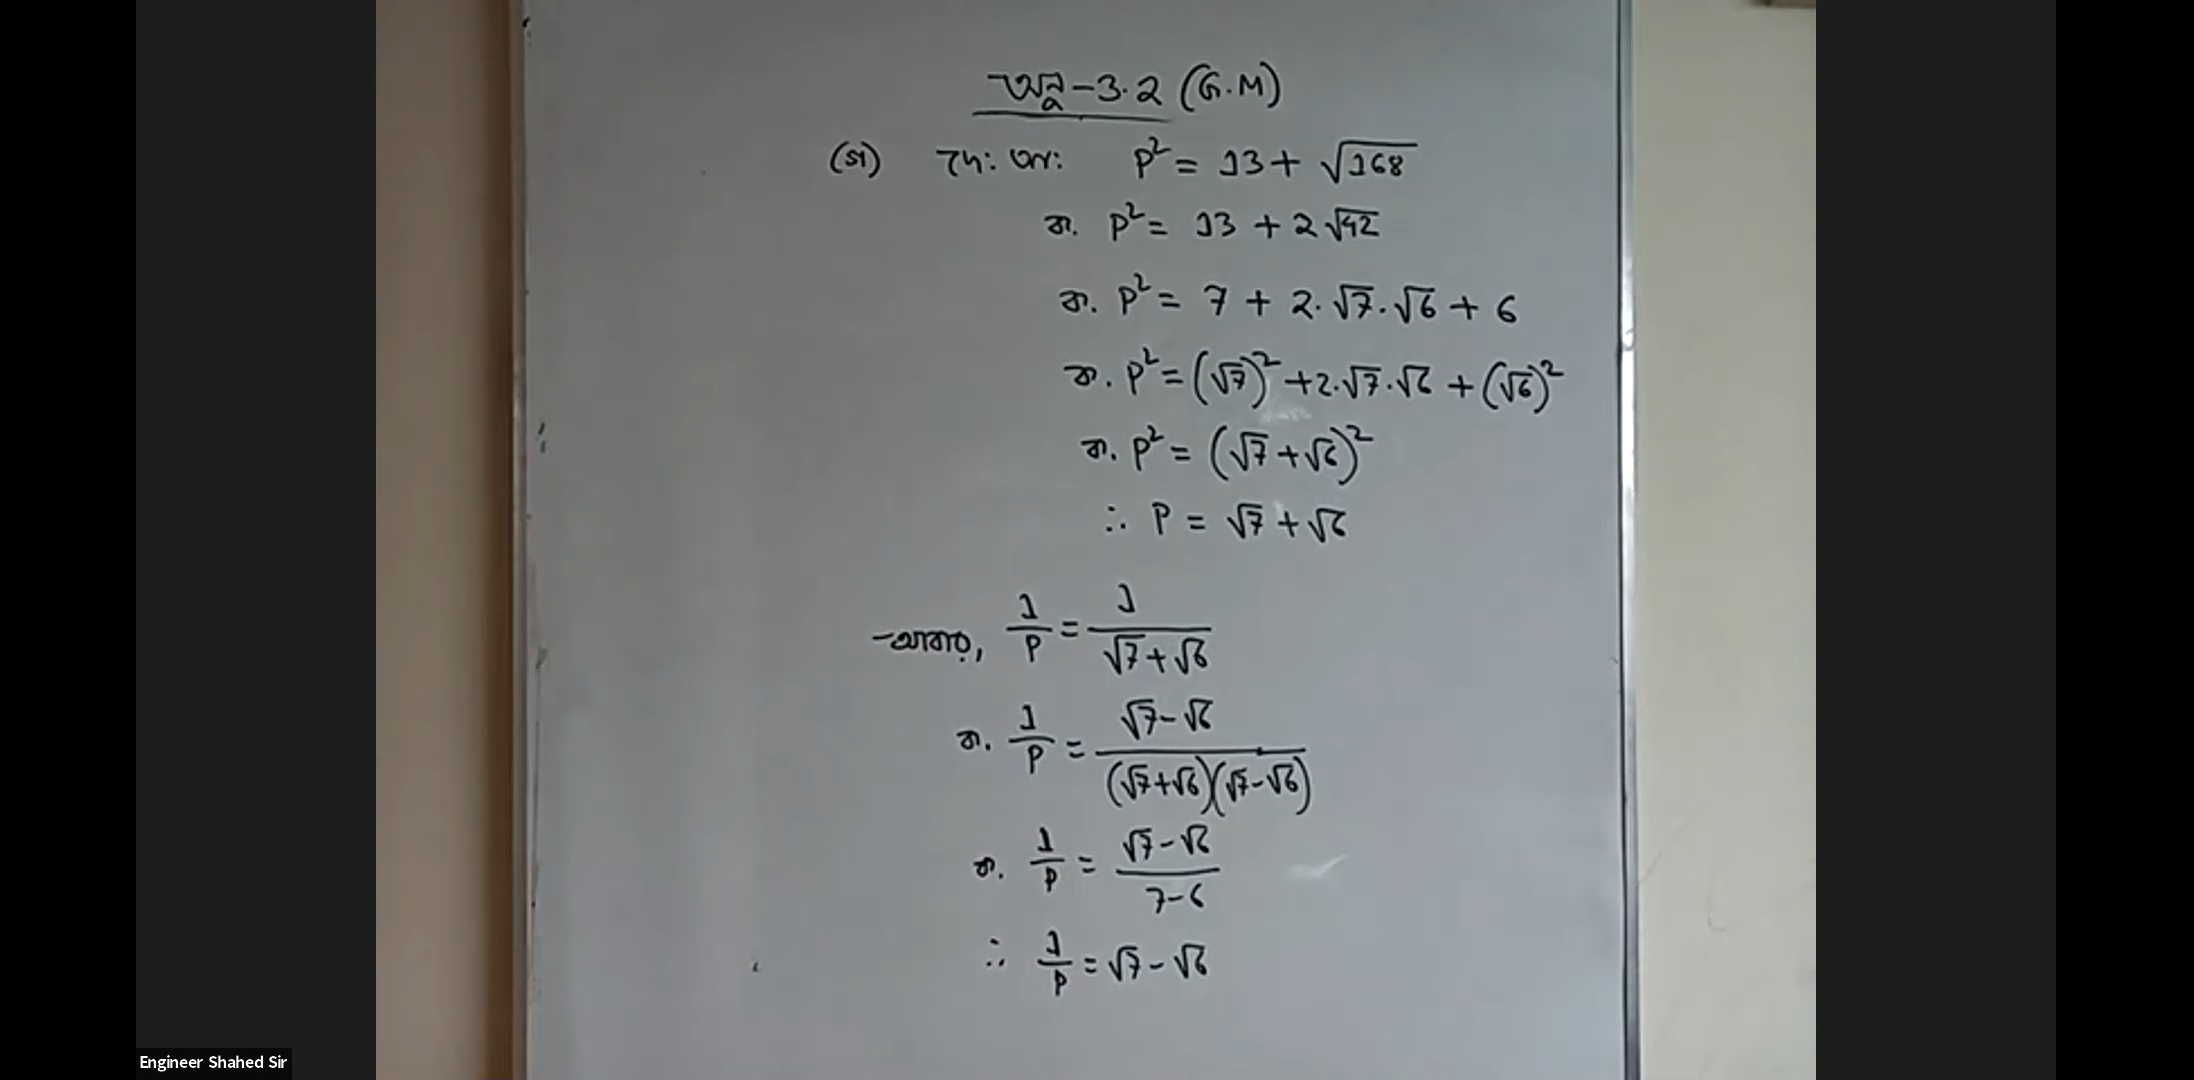 অনু-3.2 (G.M)
(গ) দে: আ: P² = 13 + √168
বা. P² = 13 + 2√42
বা. P² = 7 + 2·√7·√6 + 6
বা. P² = (√7)² + 2·√7·√6 + (√6)²
বা. P² = (√7 + √6)²
∴ P = √7 + √6
আবার, 1/P = 1/(√7 + √6)
বা. 1/P = (√7 - √6)/((√7 + √6)(√7 - √6))
বা. 1/P = (√7 - √6)/(7 - 6)
∴ 1/P = √7 - √6
Engineer Shahed Sir